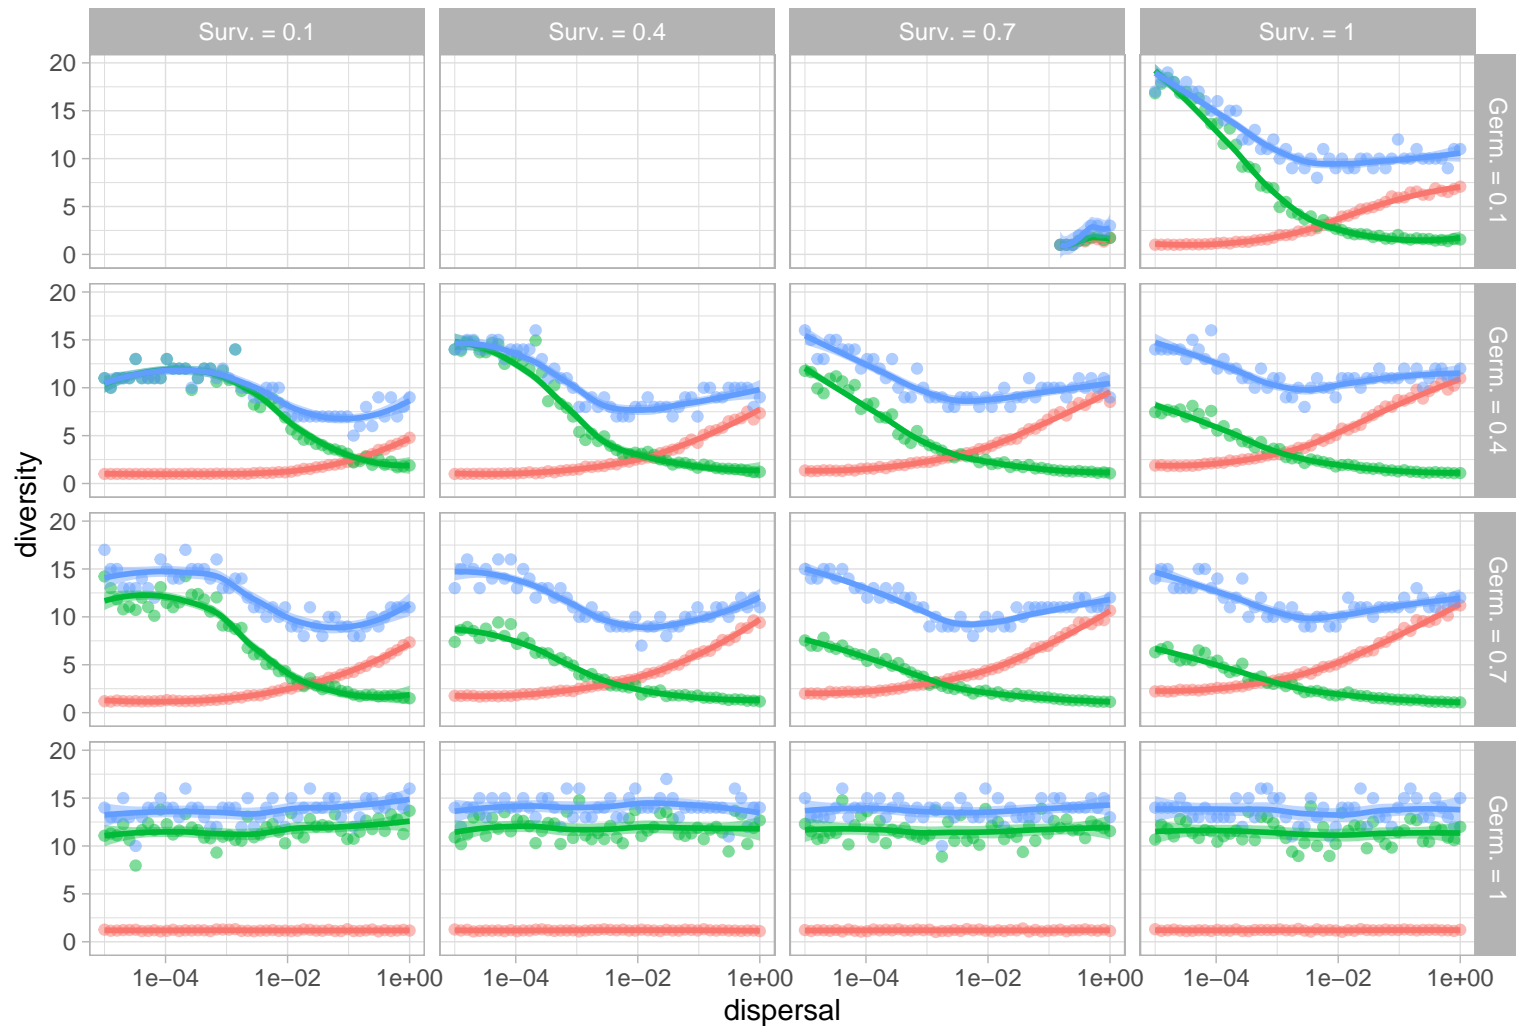 Surv. = 0.1
Surv. = 0.4
Surv. = 0.7
Surv. = 1
20
15
10
5
0
Germ. = 0.1
20
15
10
5
0
Germ. = 0.4
diversity
20
15
10
5
0
Germ. = 0.7
20
15
10
5
0
Germ. = 1
1e−04 1e−02 1e+00 1e−04 1e−02 1e+00 1e−04 1e−02 1e+00 1e−04 1e−02 1e+00
dispersal